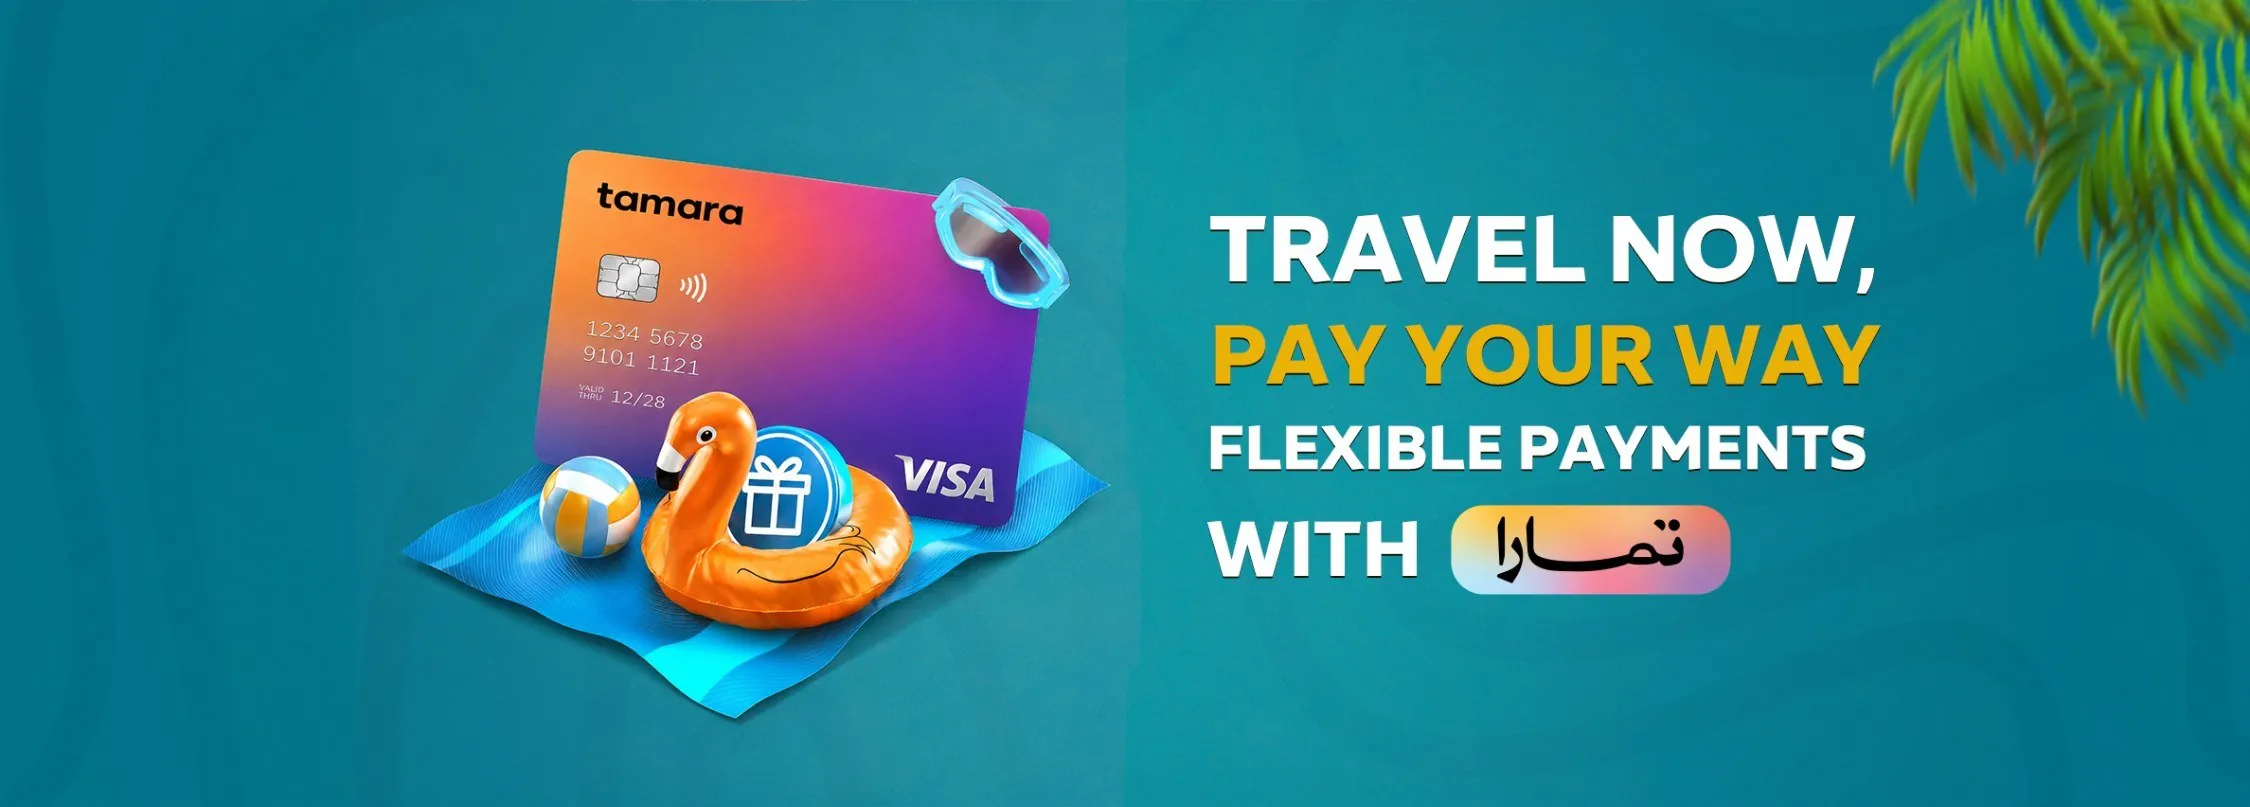 tamara
1234 5678
9101 1121
VALID
THRU 12/28
VISA
TRAVEL NOW,
PAY YOUR WAY
FLEXIBLE PAYMENTS
WITH تمارا